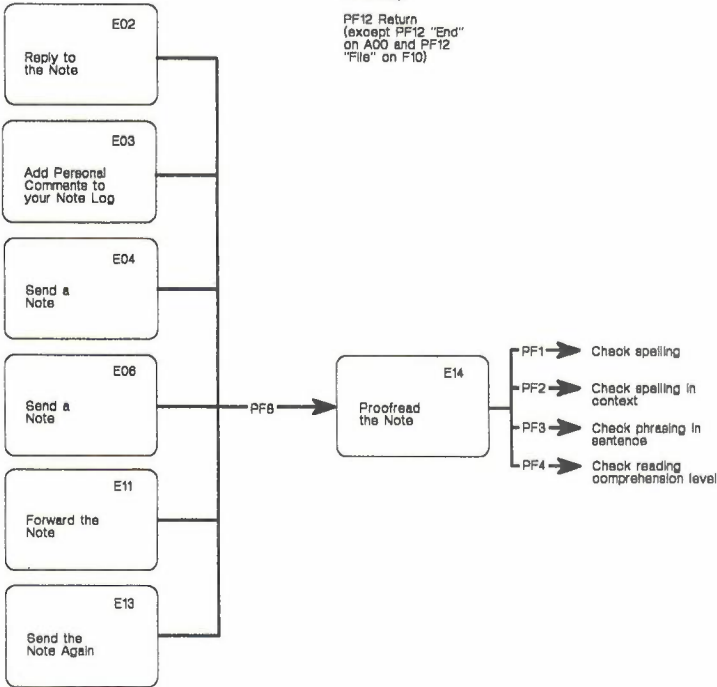 PF12 Return
(except PF12 "End"
on A00 and PF12
"File" on F10)
E02
Reply to
the Note
E03
Add Personal
Comments to
your Note Log
E04
Send a
Note
E06
Send a
Note
E11
Forward the
Note
E13
Send the
Note Again
E14
Proofread
the Note
PF1
Check spelling
PF2
Check spelling in
context
PF3
Check phrasing in
sentence
PF4
Check reading
comprehension level